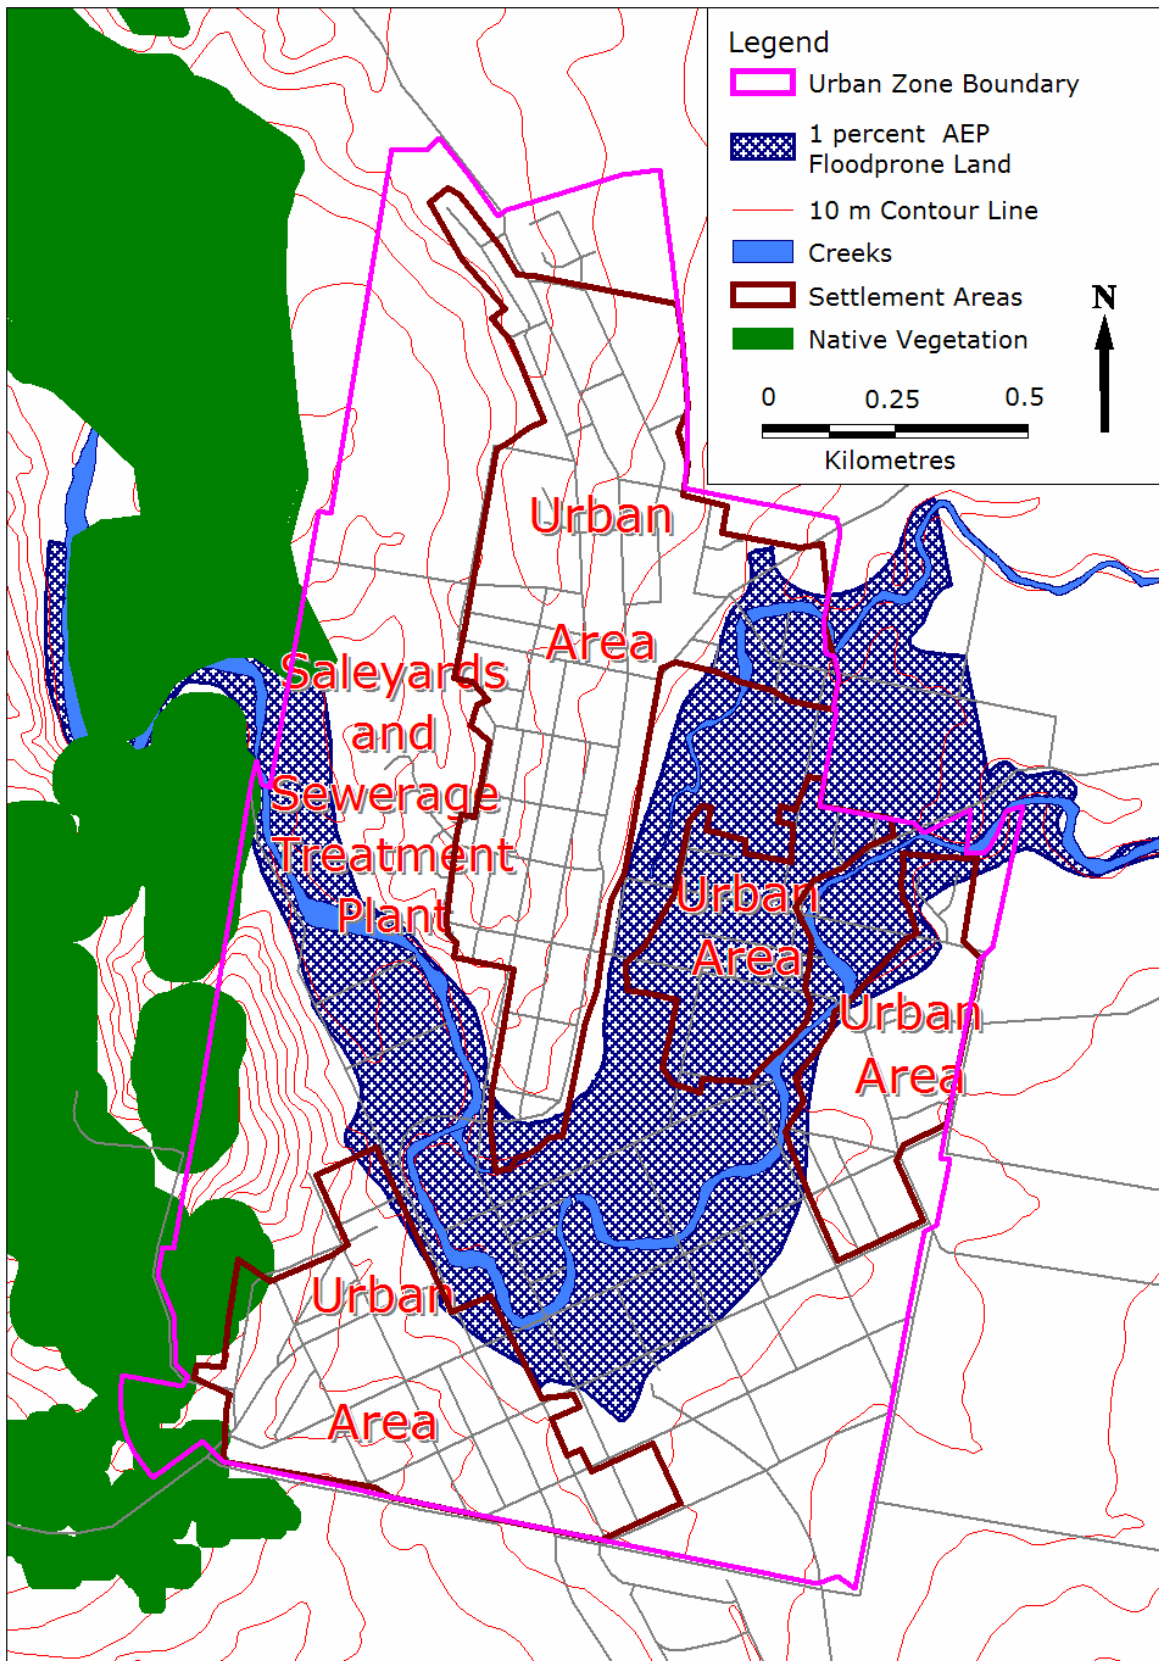 Legend
Urban Zone Boundary
1 percent AEP
Floodprone Land
10 m Contour Line
Creeks
Settlement Areas
Native Vegetation
N
0 0.25 0.5
Kilometres
Urban
Area
Saleyards
and
Sewerage
Treatment
Plant
Urban
Area
Urban
Area
Urban
Area